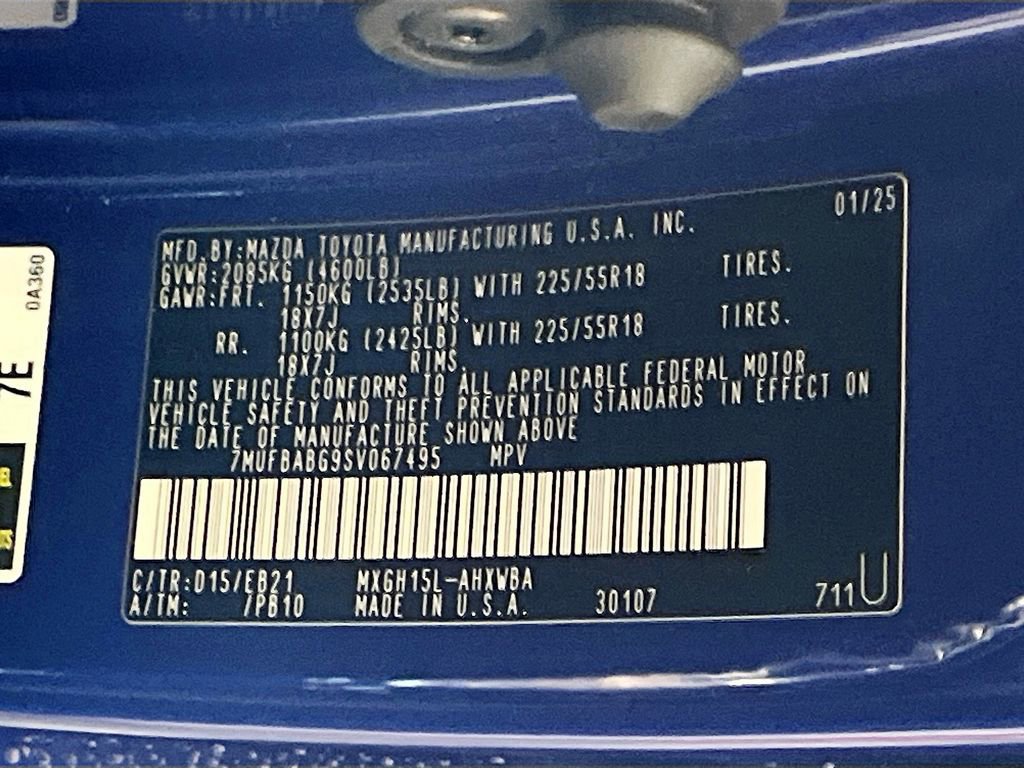 01/25
MFD.BY:MAZDA TOYOTA MANUFACTURING U.S.A. INC.
GVWR:2085KG (4600LB)
GAWR:FRT. 1150KG (2535LB) WITH 225/55R18 TIRES.
18X7J RIMS.
RR. 1100KG (2425LB) WITH 225/55R18 TIRES.
18X7J RIMS.
THIS VEHICLE CONFORMS TO ALL APPLICABLE FEDERAL MOTOR
VEHICLE SAFETY AND THEFT PREVENTION STANDARDS IN EFFECT ON
THE DATE OF MANUFACTURE SHOWN ABOVE
7MUFBABG9SV067495 MPV
C/TR:D15/EB21 MXGH15L-AHXWBA
A/TM: /PB10 MADE IN U.S.A. 30107 711U
0A360
7E